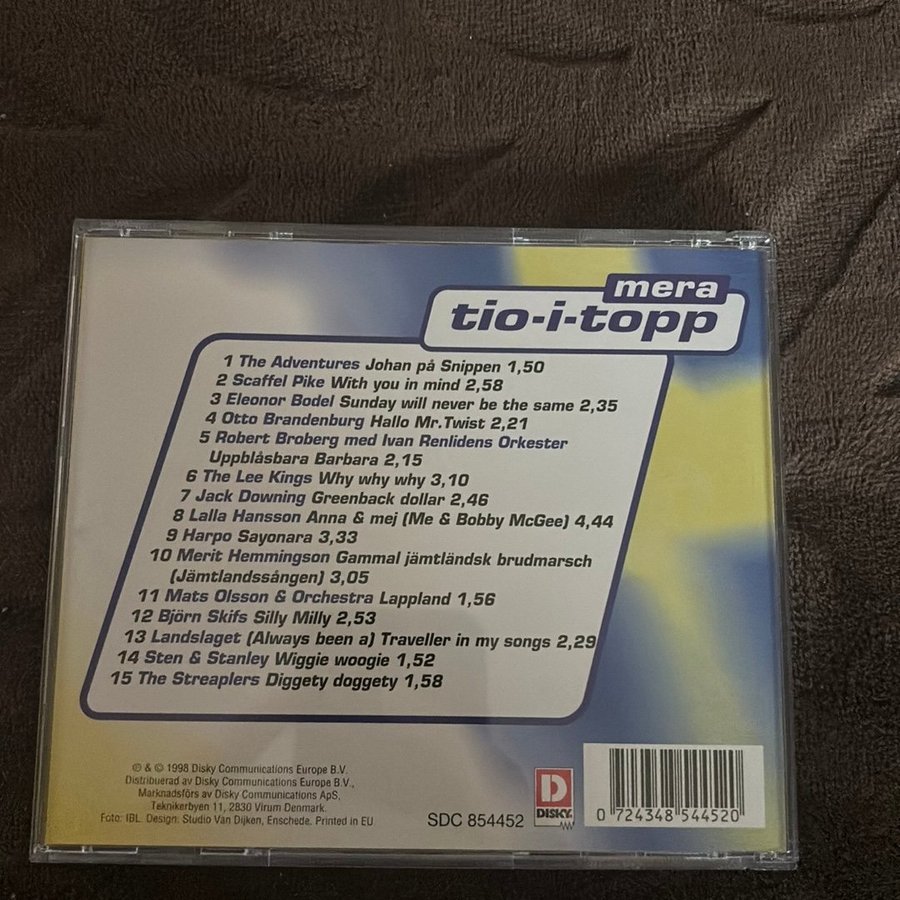 mera
tio-i-topp
1 The Adventures Johan på Snippen 1,50
2 Scaffel Pike With you in mind 2,58
3 Eleonor Bodel Sunday will never be the same 2,35
4 Otto Brandenburg Hallo Mr.Twist 2,21
5 Robert Broberg med Ivan Renlidens Orkester
Uppblåsbara Barbara 2,15
6 The Lee Kings Why why why 3,10
7 Jack Downing Greenback dollar 2,46
8 Lalla Hansson Anna & mej (Me & Bobby McGee) 4,44
9 Harpo Sayonara 3,33
10 Merit Hemmingson Gammal jämtländsk brudmarsch
(Jämtlandssången) 3,05
11 Mats Olsson & Orchestra Lappland 1,56
12 Björn Skifs Silly Milly 2,53
13 Landslaget (Always been a) Traveller in my songs 2,29
14 Sten & Stanley Wiggie woogie 1,52
15 The Streaplers Diggety doggety 1,58
℗ & © 1998 Disky Communications Europe B.V.
Distribuerad av Disky Communications Europe B.V.,
Marknadsförs av Disky Communications ApS,
Teknikerbyen 11, 2830 Virum Denmark.
Foto: IBL. Design: Studio Van Dijken, Enschede. Printed in EU
SDC 854452
D
DISKY
0 724348 544520